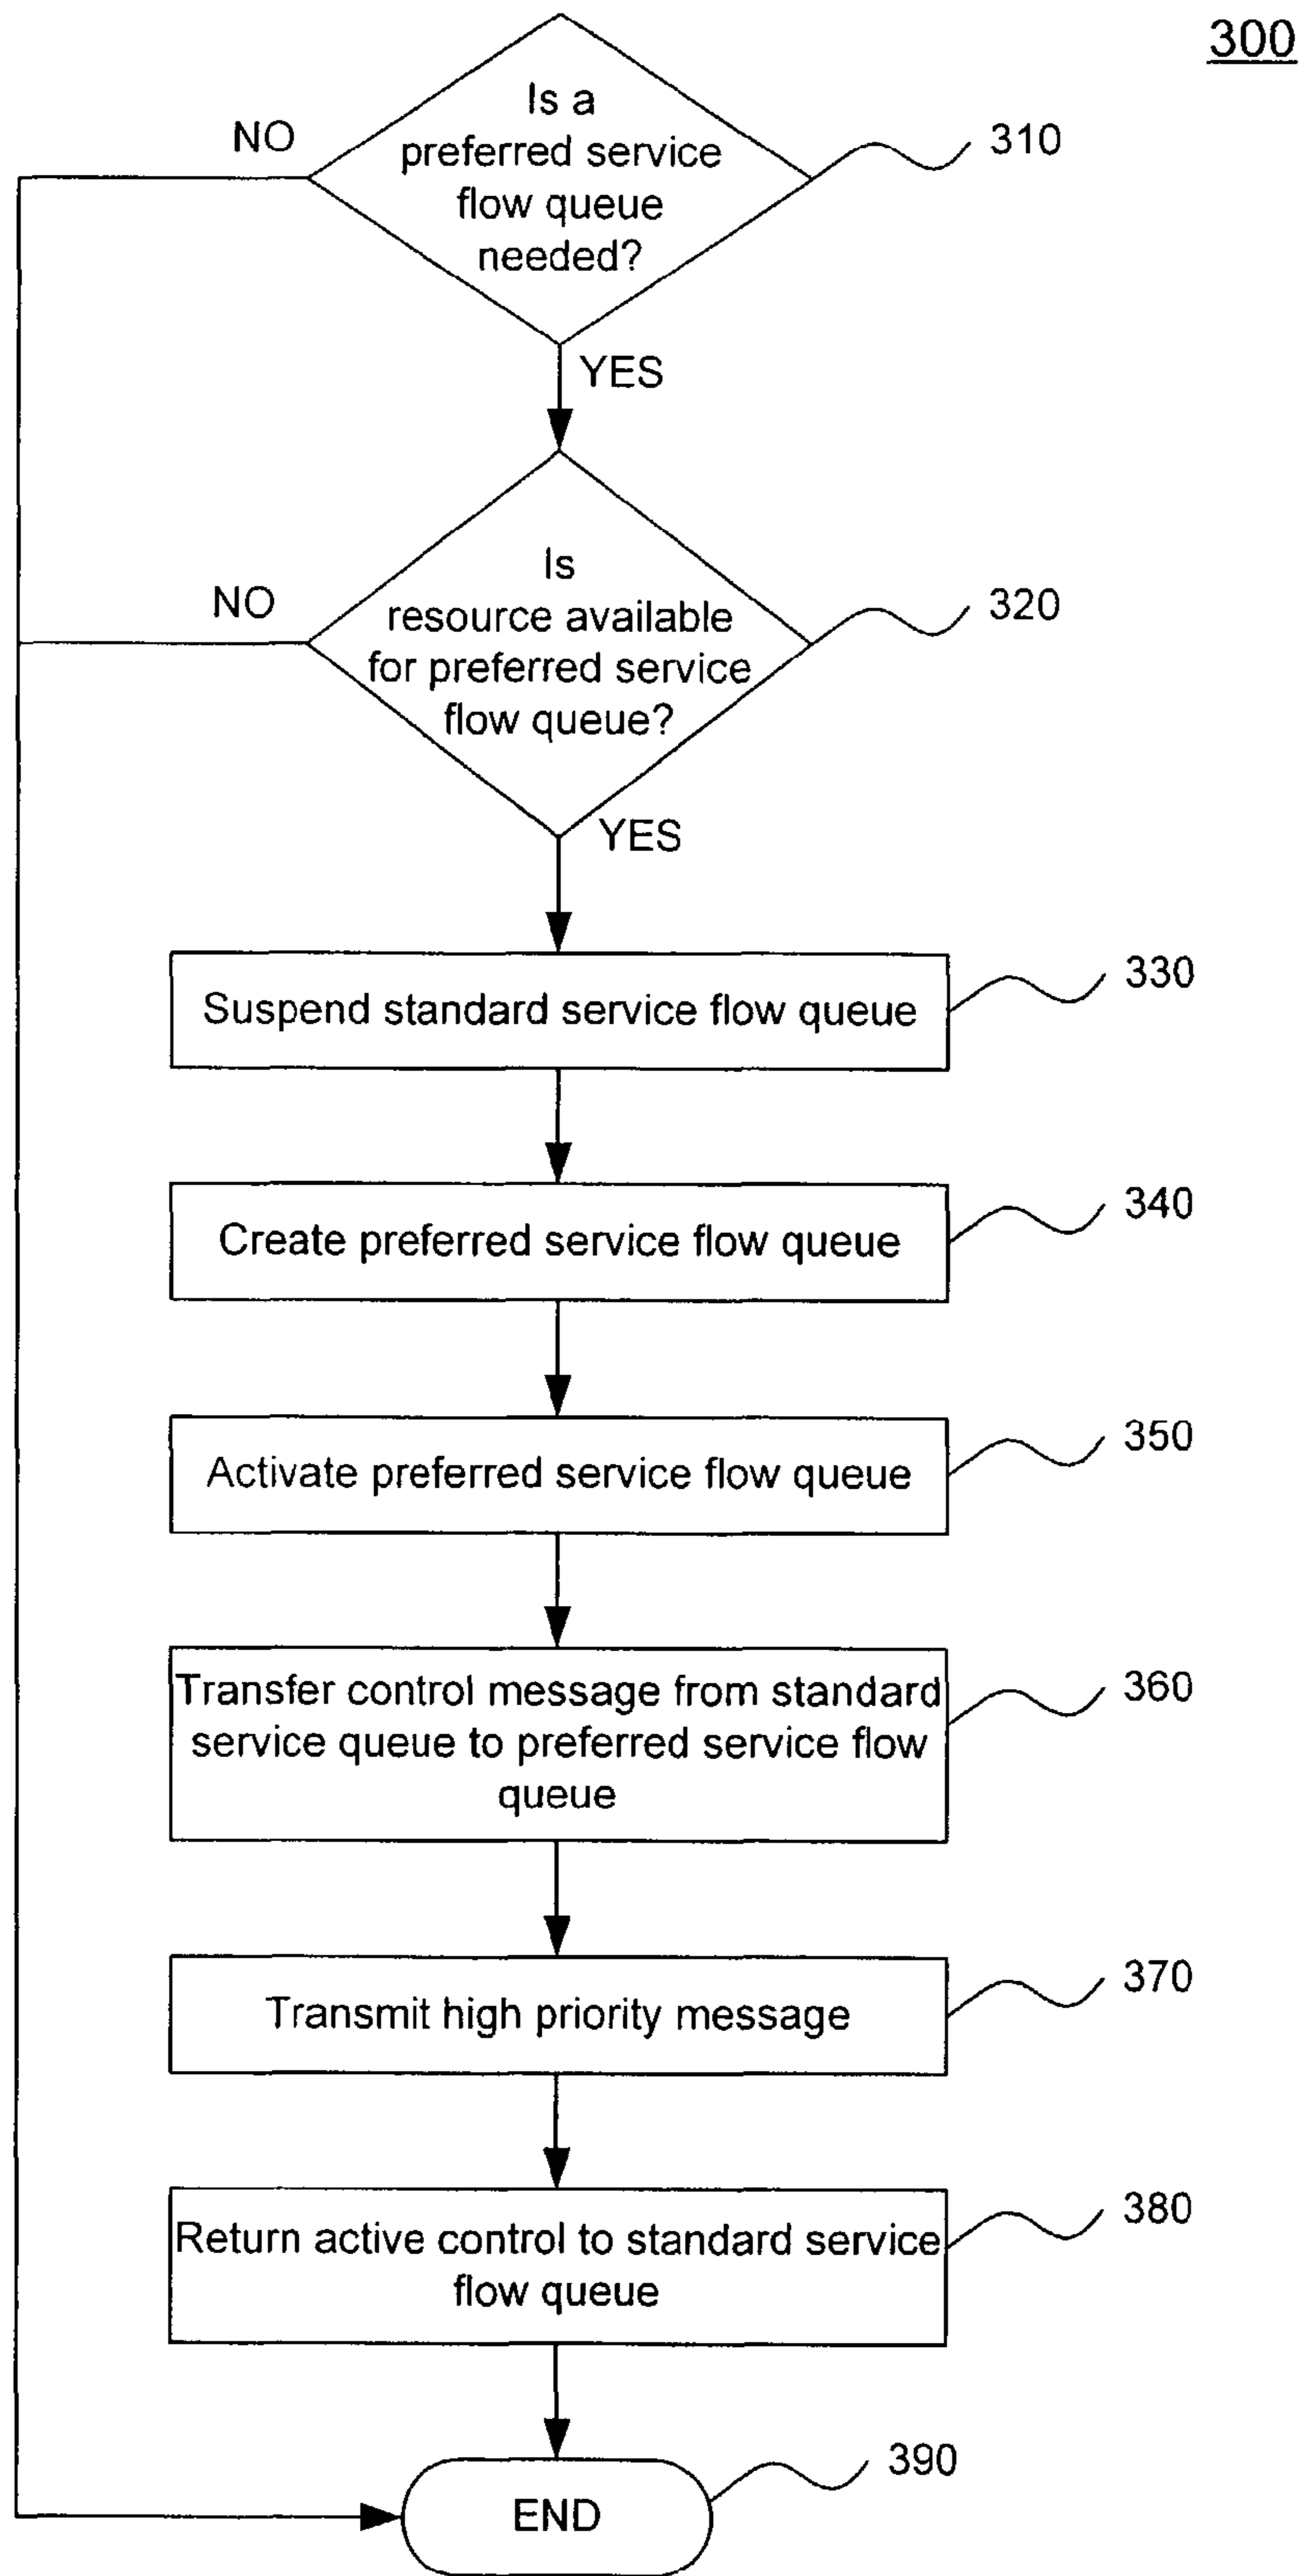 300
Is a
preferred service
flow queue
needed?
NO
310
YES
Is
resource available
for preferred service
flow queue?
NO
320
YES
Suspend standard service flow queue
330
Create preferred service flow queue
340
Activate preferred service flow queue
350
Transfer control message from standard
service queue to preferred service flow
queue
360
Transmit high priority message
370
Return active control to standard service
flow queue
380
END
390